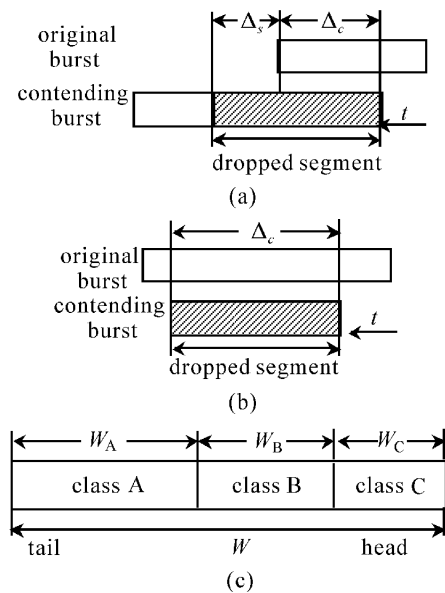 Δs Δc
original burst
contending burst
t
dropped segment
(a)
Δc
original burst
contending burst
t
dropped segment
(b)
WA WB WC
class A class B class C
tail W head
(c)